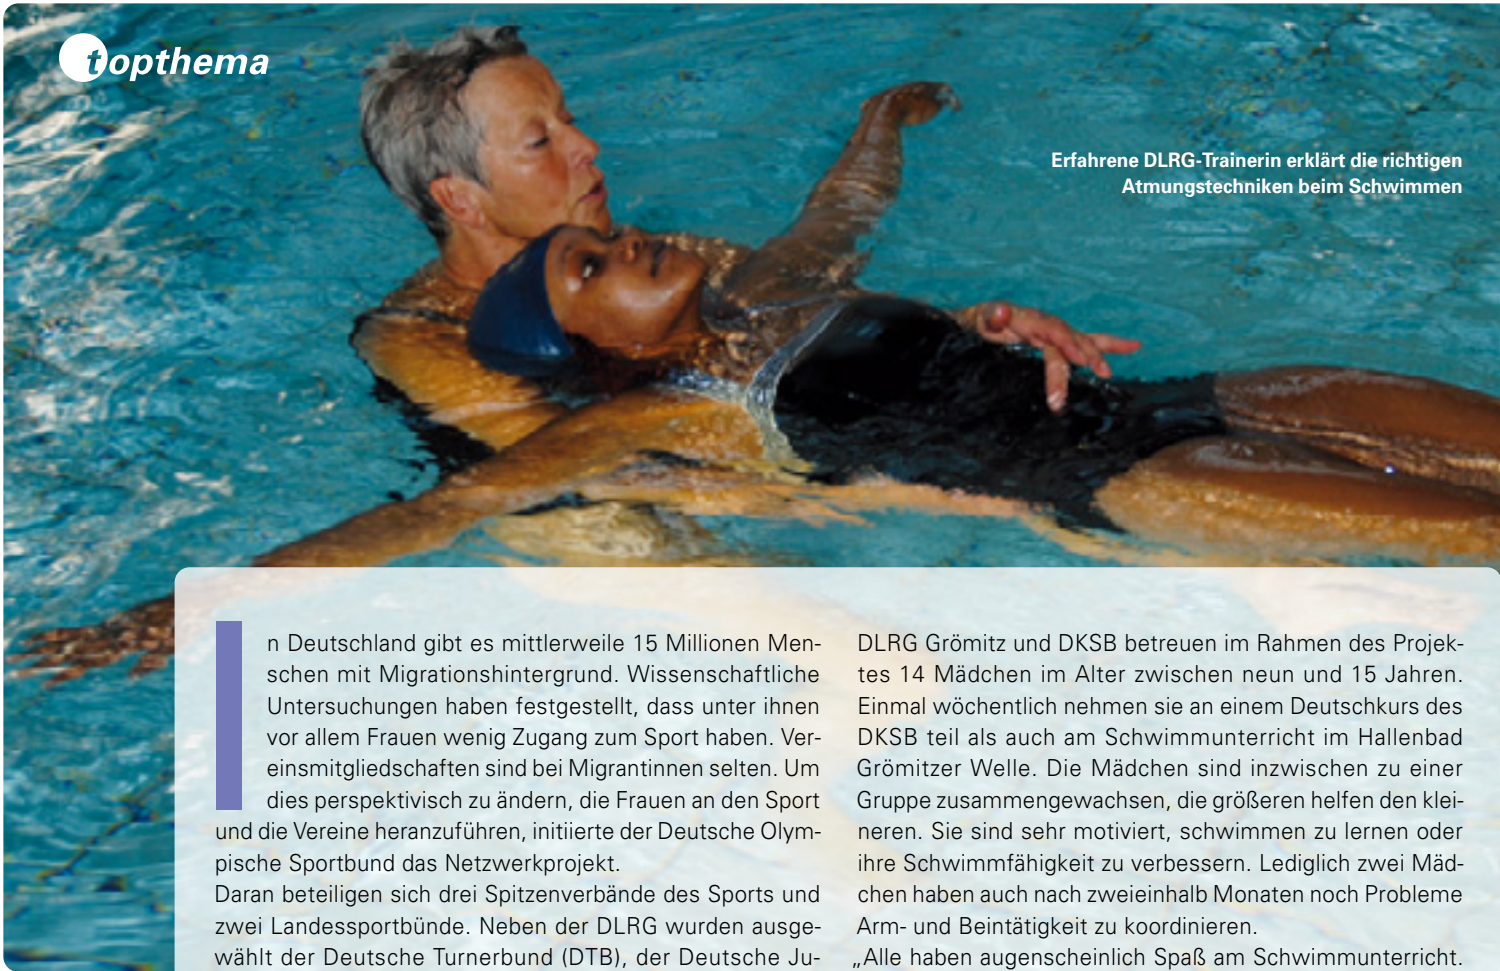 topthema
Erfahrene DLRG-Trainerin erklärt die richtigen
Atmungstechniken beim Schwimmen
In Deutschland gibt es mittlerweile 15 Millionen Men-
schen mit Migrationshintergrund. Wissenschaftliche
Untersuchungen haben festgestellt, dass unter ihnen
vor allem Frauen wenig Zugang zum Sport haben. Ver-
einsmitgliedschaften sind bei Migrantinnen selten. Um
dies perspektivisch zu ändern, die Frauen an den Sport
und die Vereine heranzuführen, initiierte der Deutsche Olym-
pische Sportbund das Netzwerkprojekt.
Daran beteiligen sich drei Spitzenverbände des Sports und
zwei Landessportbünde. Neben der DLRG wurden ausge-
wählt der Deutsche Turnerbund (DTB), der Deutsche Ju-
DLRG Grömitz und DKSB betreuen im Rahmen des Projek-
tes 14 Mädchen im Alter zwischen neun und 15 Jahren.
Einmal wöchentlich nehmen sie an einem Deutschkurs des
DKSB teil als auch am Schwimmunterricht im Hallenbad
Grömitzer Welle. Die Mädchen sind inzwischen zu einer
Gruppe zusammengewachsen, die größeren helfen den klei-
neren. Sie sind sehr motiviert, schwimmen zu lernen oder
ihre Schwimmfähigkeit zu verbessern. Lediglich zwei Mäd-
chen haben auch nach zweieinhalb Monaten noch Probleme
Arm- und Beintätigkeit zu koordinieren.
„Alle haben augenscheinlich Spaß am Schwimmunterricht.